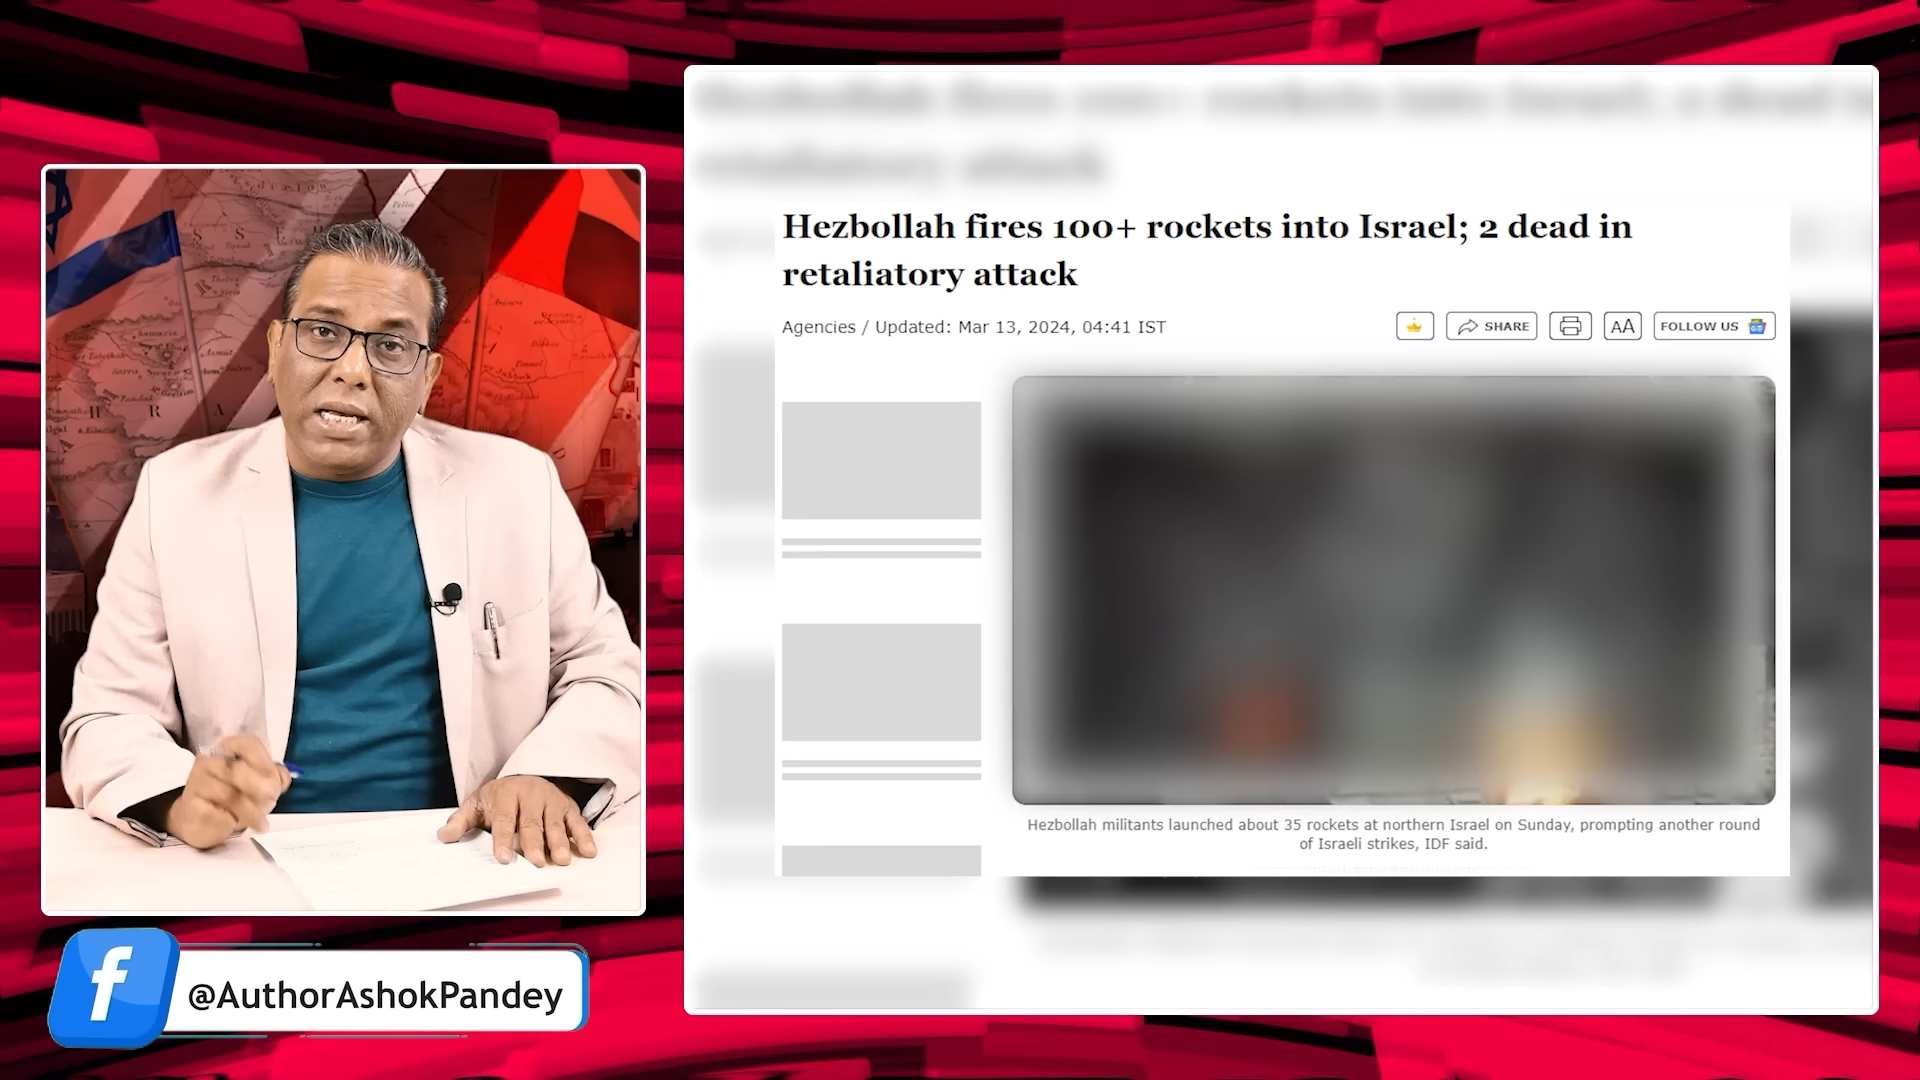 Hezbollah fires 100+ rockets into Israel; 2 dead in
retaliatory attack
Agencies / Updated: Mar 13, 2024, 04:41 IST
SHARE
AA
FOLLOW US
Hezbollah militants launched about 35 rockets at northern Israel on Sunday, prompting another round
of Israeli strikes, IDF said.
@AuthorAshokPandey